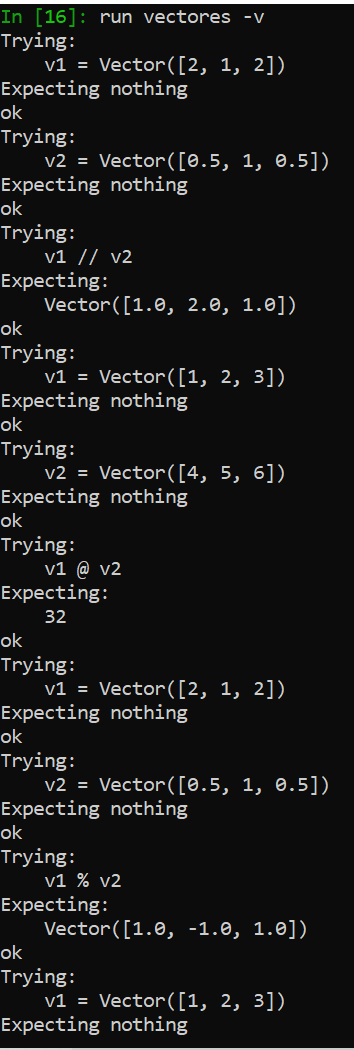 In [16]: run vectores -v
Trying:
    v1 = Vector([2, 1, 2])
Expecting nothing
ok
Trying:
    v2 = Vector([0.5, 1, 0.5])
Expecting nothing
ok
Trying:
    v1 // v2
Expecting:
    Vector([1.0, 2.0, 1.0])
ok
Trying:
    v1 = Vector([1, 2, 3])
Expecting nothing
ok
Trying:
    v2 = Vector([4, 5, 6])
Expecting nothing
ok
Trying:
    v1 @ v2
Expecting:
    32
ok
Trying:
    v1 = Vector([2, 1, 2])
Expecting nothing
ok
Trying:
    v2 = Vector([0.5, 1, 0.5])
Expecting nothing
ok
Trying:
    v1 % v2
Expecting:
    Vector([1.0, -1.0, 1.0])
ok
Trying:
    v1 = Vector([1, 2, 3])
Expecting nothing